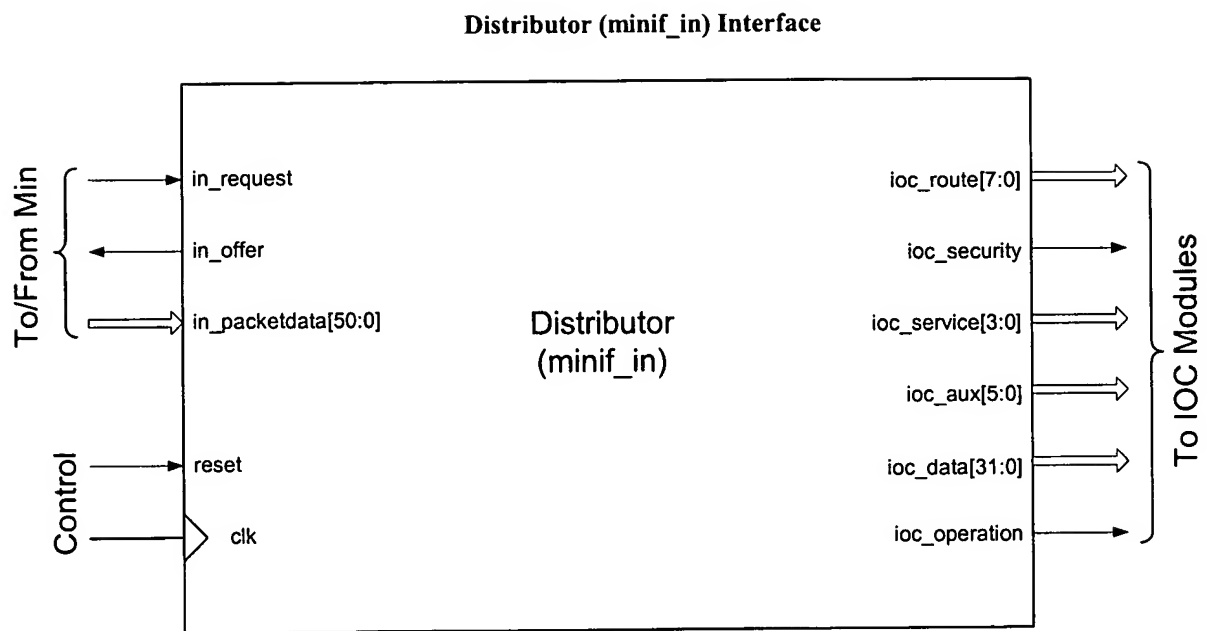 Distributor (minif_in) Interface
To/From Min
in_request
in_offer
in_packetdata[50:0]
Control
reset
clk
Distributor
(minif_in)
ioc_route[7:0]
ioc_security
ioc_service[3:0]
ioc_aux[5:0]
ioc_data[31:0]
ioc_operation
To IOC Modules